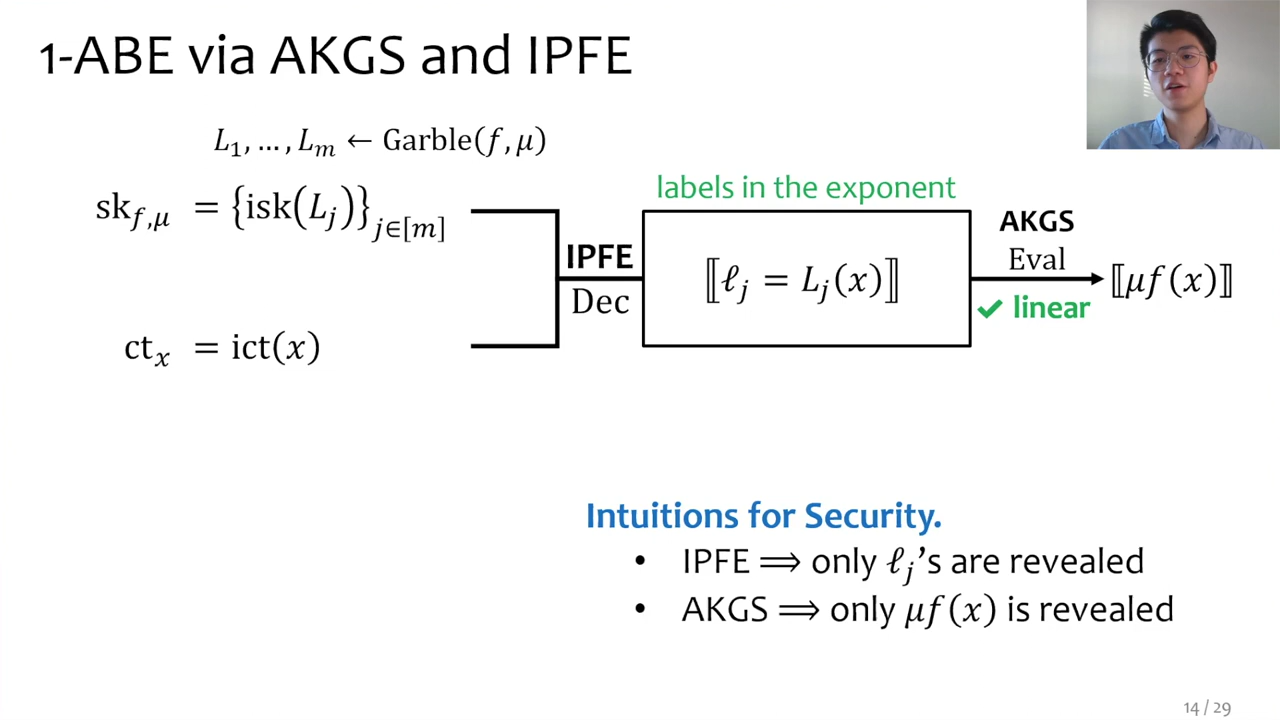 1-ABE via AKGS and IPFE
L₁, … , Lₘ ← Garble(f, μ)
sk_{f,μ} = {isk(L_j)}_{j∈[m]}
labels in the exponent
IPFE
Dec
⟦ℓ_j = L_j(x)⟧
AKGS
Eval
✓ linear
⟦μf(x)⟧
ct_x = ict(x)
Intuitions for Security.
• IPFE ⟹ only ℓ_j’s are revealed
• AKGS ⟹ only μf(x) is revealed
14 / 29